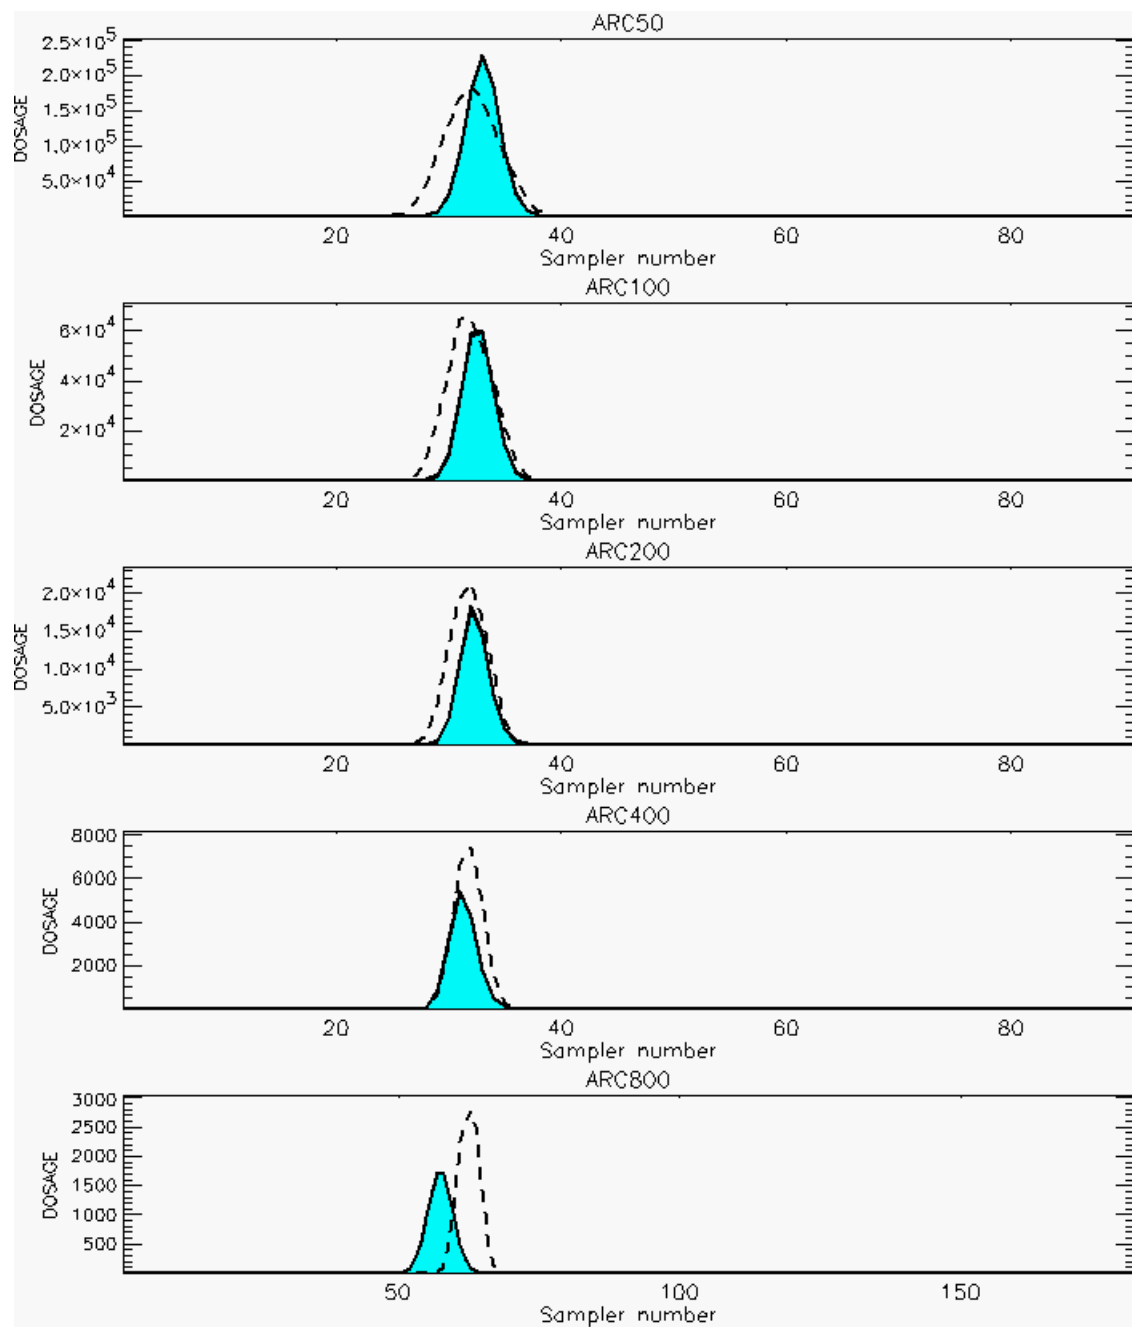 ARC50
2.5×10⁵
2.0×10⁵
1.5×10⁵
1.0×10⁵
5.0×10⁴
DOSAGE
20 40 60 80
Sampler number
ARC100
6×10⁴
4×10⁴
2×10⁴
DOSAGE
20 40 60 80
Sampler number
ARC200
2.0×10⁴
1.5×10⁴
1.0×10⁴
5.0×10³
DOSAGE
20 40 60 80
Sampler number
ARC400
8000
6000
4000
2000
DOSAGE
20 40 60 80
Sampler number
ARC800
3000
2500
2000
1500
1000
500
DOSAGE
50 100 150
Sampler number